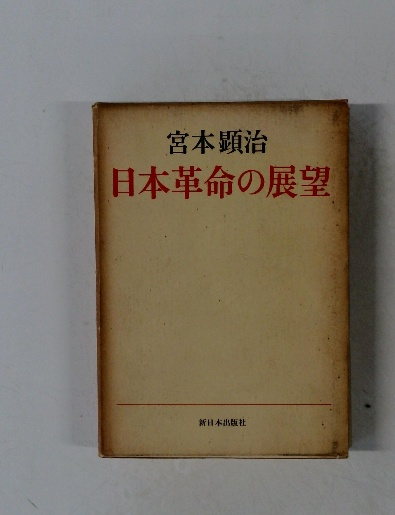 宮本顕治
日本革命の展望
新日本出版社